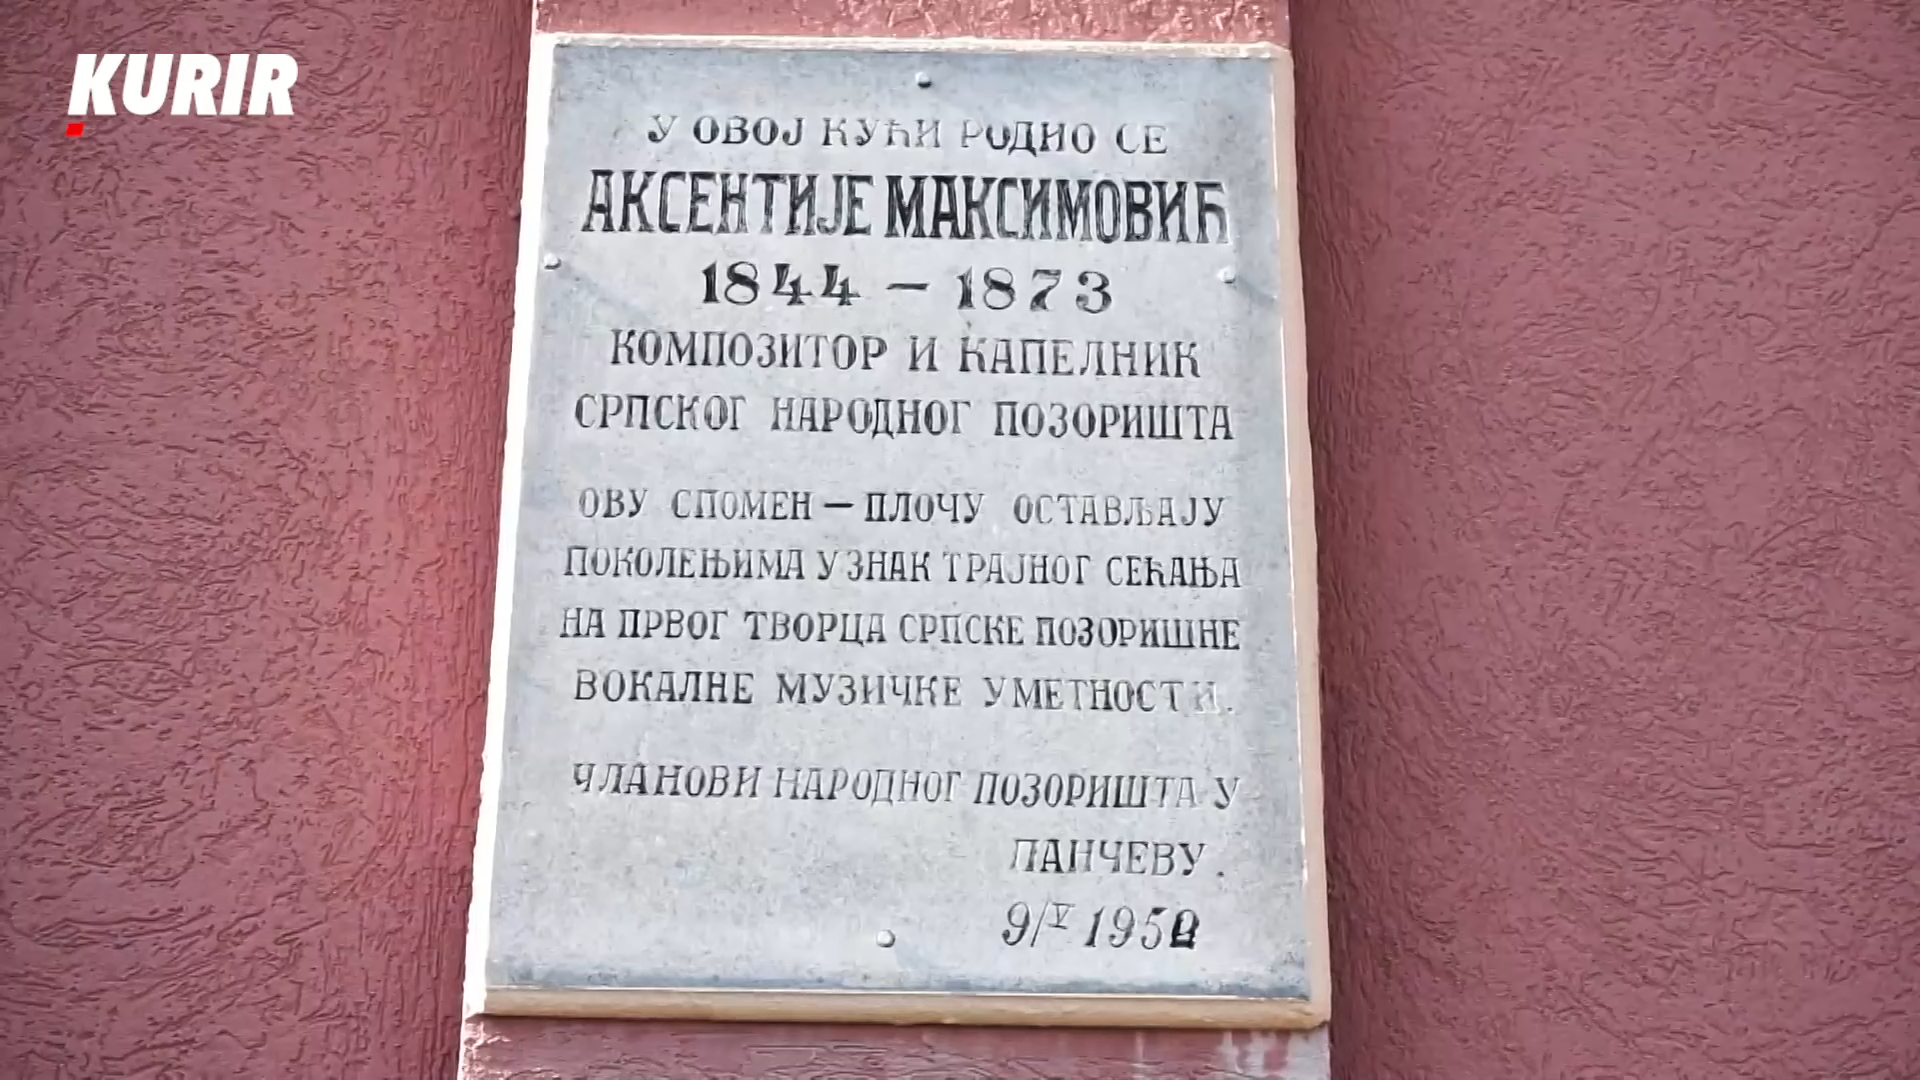 KURIR
У ОВОЈ КУЋИ РОДИО СЕ
АКСЕНТИЈЕ МАКСИМОВИЋ
1844 – 1873
КОМПОЗИТОР И КАПЕЛНИК
СРПСКОГ НАРОДНОГ ПОЗОРИШТА
ОВУ СПОМЕН – ПЛОЧУ ОСТАВЉАЈУ
ПОКОЛЕЊИМА У ЗНАК ТРАЈНОГ СЕЋАЊА
НА ПРВОГ ТВОРЦА СРПСКЕ ПОЗОРИШНЕ
ВОКАЛНЕ МУЗИЧКЕ УМЕТНОСТИ.
ЧЛАНОВИ НАРОДНОГ ПОЗОРИШТА У
ПАНЧЕВУ.
9/V